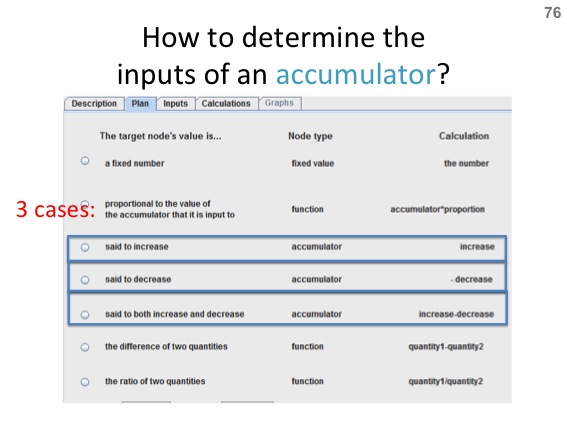 76
How to determine the
inputs of an accumulator?
Description Plan Inputs Calculations Graphs
The target node's value is... Node type Calculation
a fixed number fixed value the number
3 cases:
proportional to the value of
the accumulator that it is input to function accumulator*proportion
said to increase accumulator increase
said to decrease accumulator - decrease
said to both increase and decrease accumulator increase-decrease
the difference of two quantities function quantity1-quantity2
the ratio of two quantities function quantity1/quantity2